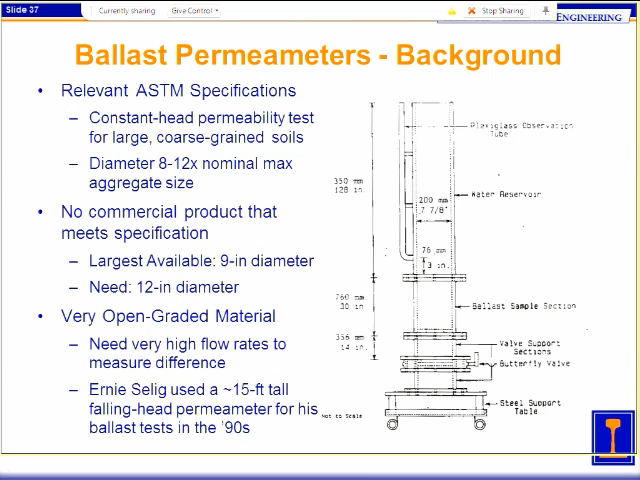 Slide 37
Currently sharing
Give Control
Stop Sharing
ENGINEERING
Ballast Permeameters - Background
• Relevant ASTM Specifications
– Constant-head permeability test
for large, coarse-grained soils
– Diameter 8-12x nominal max
aggregate size
• No commercial product that
meets specification
– Largest Available: 9-in diameter
– Need: 12-in diameter
• Very Open-Graded Material
– Need very high flow rates to
measure difference
– Ernie Selig used a ~15-ft tall
falling-head permeameter for his
ballast tests in the '90s
Plexiglass Observation
Tube
350 mm
128 in.
Water Reservoir
200 mm
7 7/8"
76 mm
3 in.
760 mm
30 in
Ballast Sample Section
356 mm
14 in.
Valve Support
Sections
Butterfly Valve
Steel Support
Table
Not to Scale